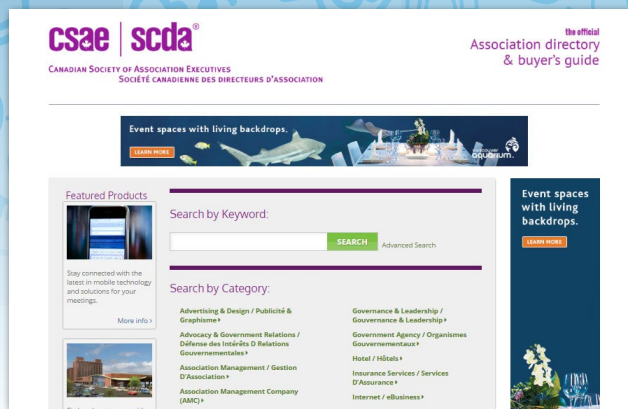 csae | scda®
CANADIAN SOCIETY OF ASSOCIATION EXECUTIVES
SOCIÉTÉ CANADIENNE DES DIRECTEURS D'ASSOCIATION
the official
Association directory
& buyer's guide
Event spaces with living backdrops.
LEARN MORE
aquarium.
Featured Products
Stay connected with the
latest in mobile technology
and solutions for your
meetings.
More info >
Search by Keyword:
SEARCH
Advanced Search
Search by Category:
Advertising & Design / Publicité &
Graphisme
Advocacy & Government Relations /
Défense des Intérêts D Relations
Gouvernementales
Association Management / Gestion
D'Association
Association Management Company
(AMC)
Governance & Leadership /
Gouvernance & Leadership
Government Agency / Organismes
Gouvernementaux
Hotel / Hôtels
Insurance Services / Services
D'Assurance
Internet / eBusiness
Event spaces
with living
backdrops.
LEARN MORE